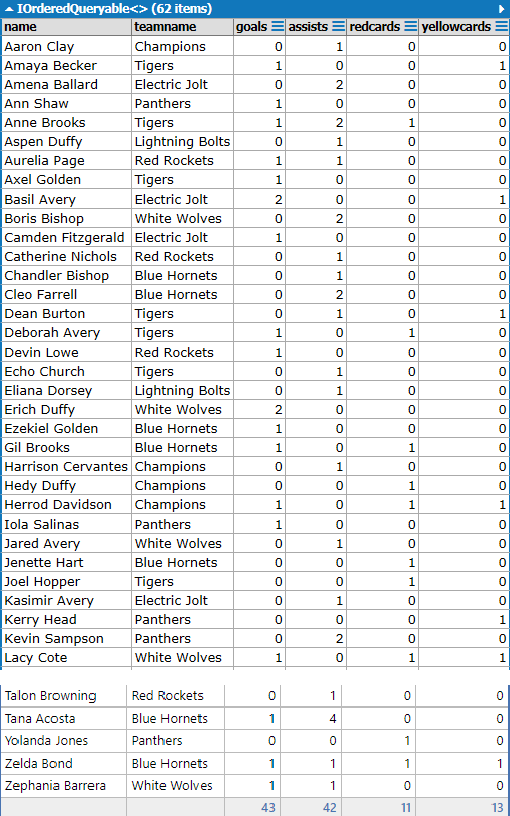 IOrderedQueryable<> (62 items)
name teamname goals assists redcards yellowcards
Aaron Clay Champions 0 1 0 0
Amaya Becker Tigers 1 0 0 1
Amena Ballard Electric Jolt 0 2 0 0
Ann Shaw Panthers 1 0 0 0
Anne Brooks Tigers 1 2 1 0
Aspen Duffy Lightning Bolts 0 1 0 0
Aurelia Page Red Rockets 1 1 0 0
Axel Golden Tigers 1 0 0 0
Basil Avery Electric Jolt 2 0 0 1
Boris Bishop White Wolves 0 2 0 0
Camden Fitzgerald Electric Jolt 1 0 0 0
Catherine Nichols Red Rockets 0 1 0 0
Chandler Bishop Blue Hornets 0 1 0 0
Cleo Farrell Blue Hornets 0 2 0 0
Dean Burton Tigers 0 1 0 1
Deborah Avery Tigers 1 0 1 0
Devin Lowe Red Rockets 1 0 0 0
Echo Church Tigers 0 1 0 0
Eliana Dorsey Lightning Bolts 0 1 0 0
Erich Duffy White Wolves 2 0 0 0
Ezekiel Golden Blue Hornets 1 0 0 0
Gil Brooks Blue Hornets 1 0 1 0
Harrison Cervantes Champions 0 1 0 0
Hedy Duffy Champions 0 0 1 0
Herrod Davidson Champions 1 0 1 1
Iola Salinas Panthers 1 0 0 0
Jared Avery White Wolves 0 1 0 0
Jenette Hart Blue Hornets 0 0 1 0
Joel Hopper Tigers 0 0 1 0
Kasimir Avery Electric Jolt 0 1 0 0
Kerry Head Panthers 0 0 0 1
Kevin Sampson Panthers 0 2 0 0
Lacy Cote White Wolves 1 0 1 1
Talon Browning Red Rockets 0 1 0 0
Tana Acosta Blue Hornets 1 4 0 0
Yolanda Jones Panthers 0 0 1 0
Zelda Bond Blue Hornets 1 1 1 1
Zephania Barrera White Wolves 1 1 0 0
43 42 11 13